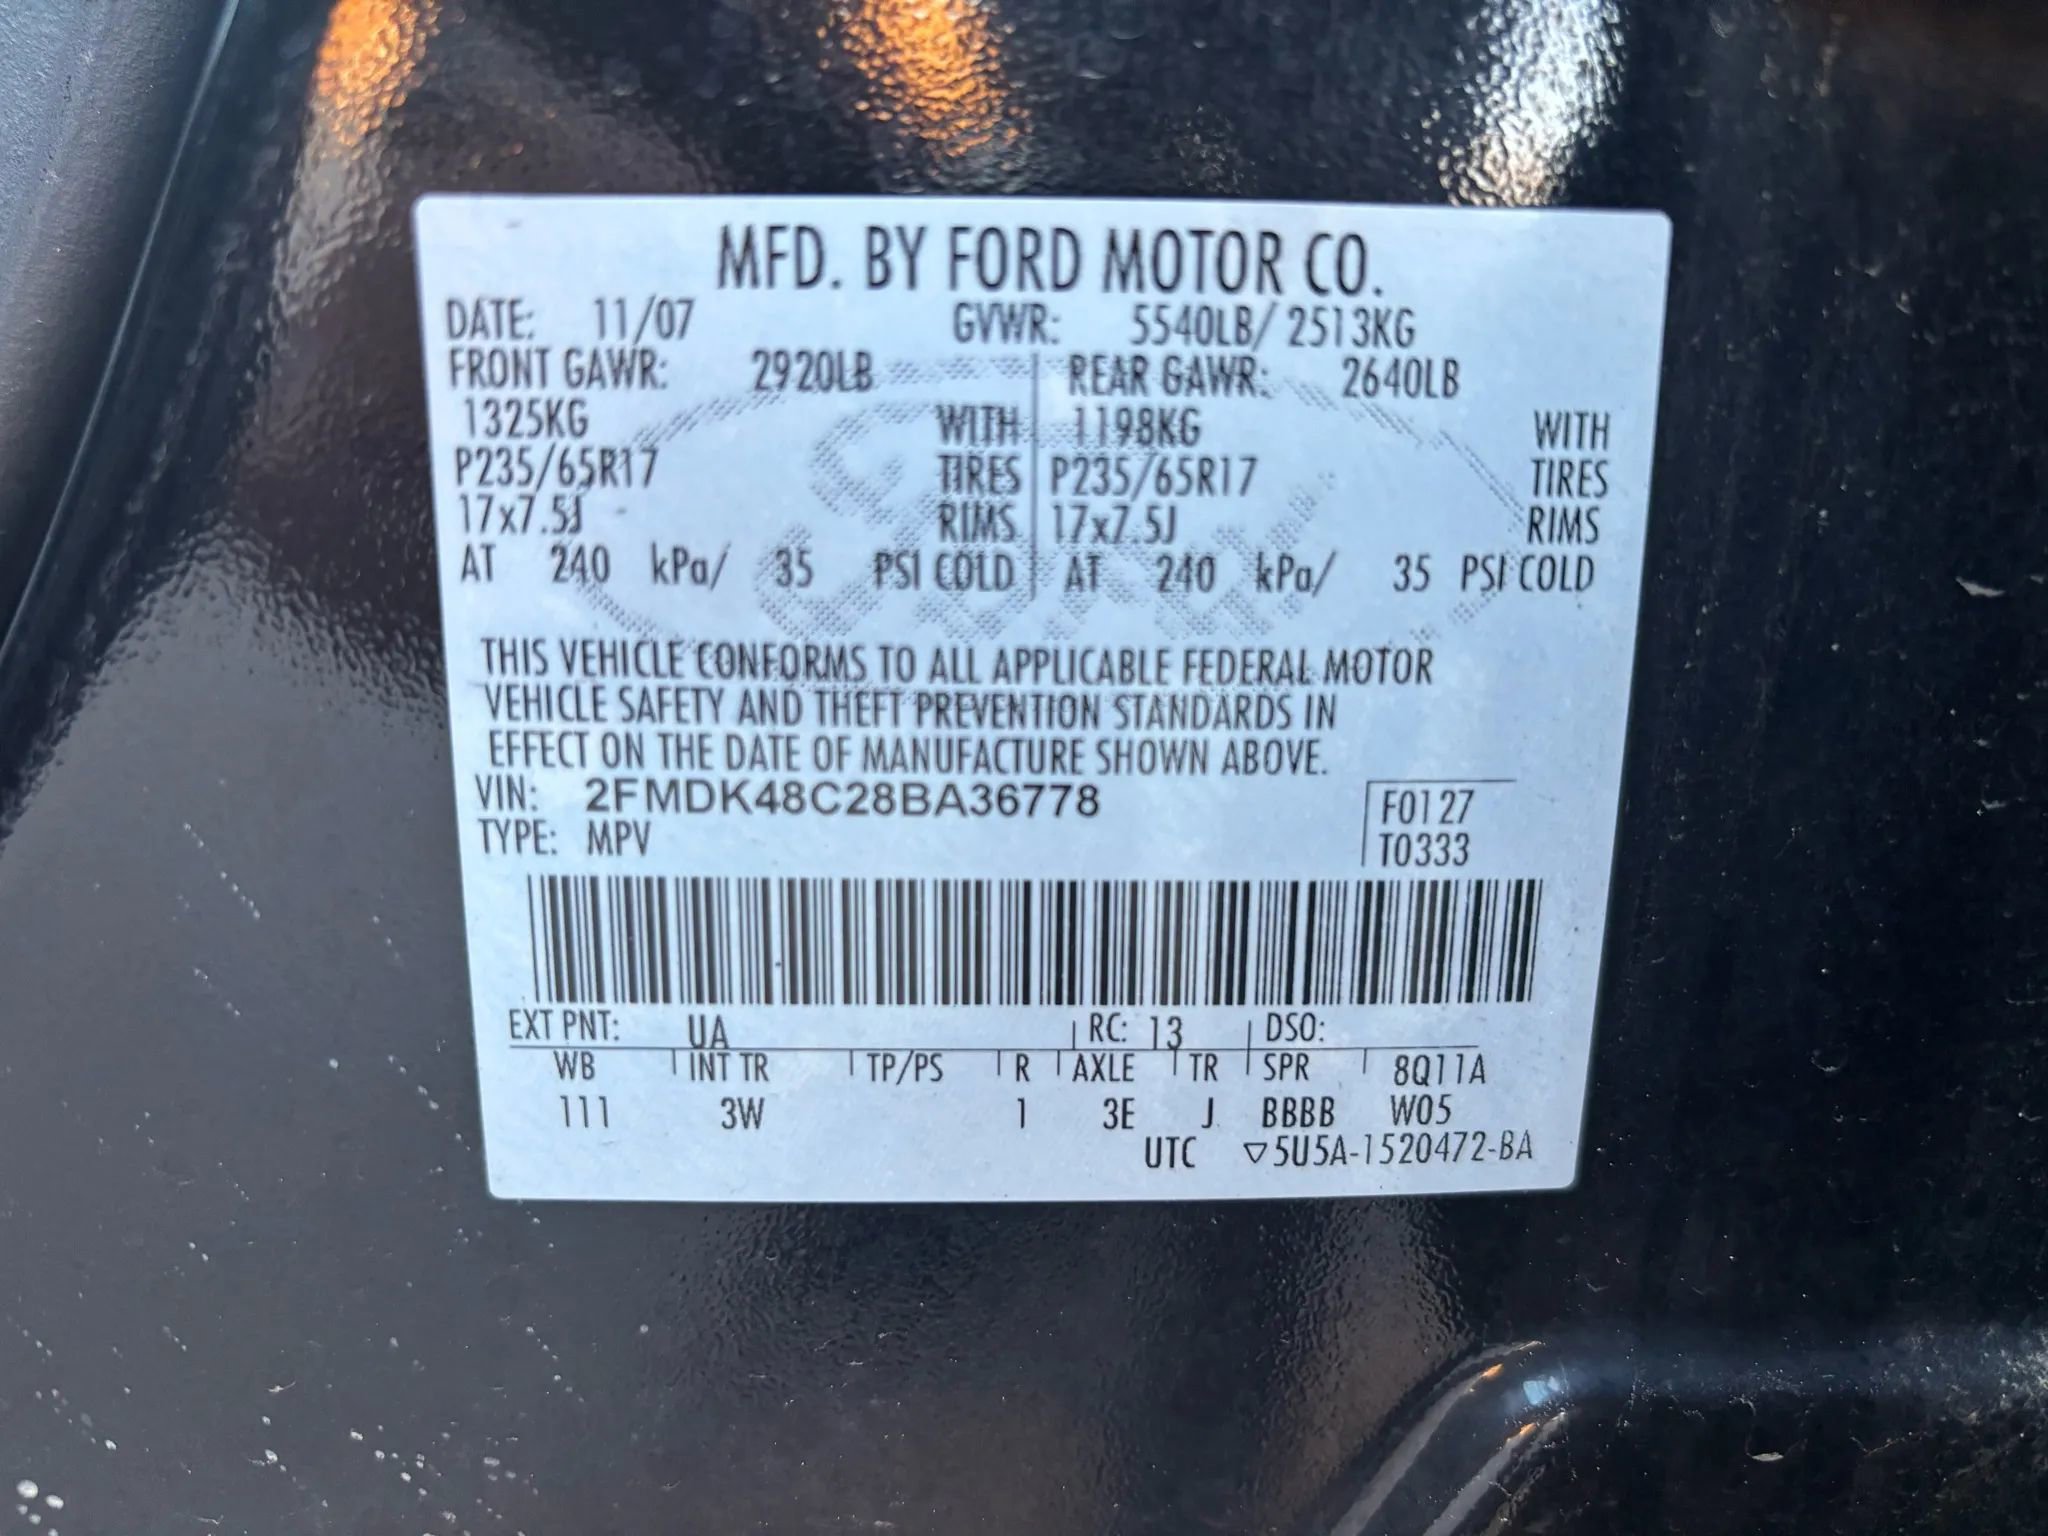 MFD. BY FORD MOTOR CO.
DATE: 11/07 GVWR: 5540LB/ 2513KG
FRONT GAWR: 2920LB REAR GAWR: 2640LB
1325KG WITH 1198KG WITH
P235/65R17 TIRES P235/65R17 TIRES
17x7.5J RIMS 17x7.5J RIMS
AT 240 kPa/ 35 PSI COLD AT 240 kPa/ 35 PSI COLD
THIS VEHICLE CONFORMS TO ALL APPLICABLE FEDERAL MOTOR
VEHICLE SAFETY AND THEFT PREVENTION STANDARDS IN
EFFECT ON THE DATE OF MANUFACTURE SHOWN ABOVE.
VIN: 2FMDK48C28BA36778 F0127
TYPE: MPV T0333
EXT PNT: UA RC: 13 DSO:
WB INT TR TP/PS R AXLE TR SPR 8Q11A
111 3W 1 3E J BBBB W05
UTC ▽5U5A-1520472-BA